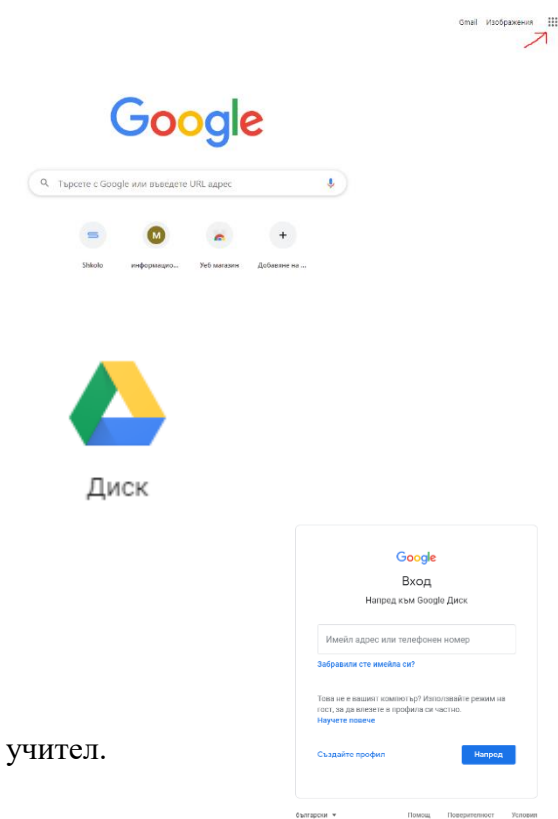 Gmail Изображения
Google
Търсете с Google или въведете URL адрес
M
Shkolo информацио... Уеб магазин Добавяне на ...
Диск
Google
Вход
Напред към Google Диск
Имейл адрес или телефонен номер
Забравили сте имейла си?
Това не е вашият компютър? Използвайте режим на
гост, за да влезете в профила си частно.
Научете повече
учител.
Създайте профил Напред
български Помощ Поверителност Условия